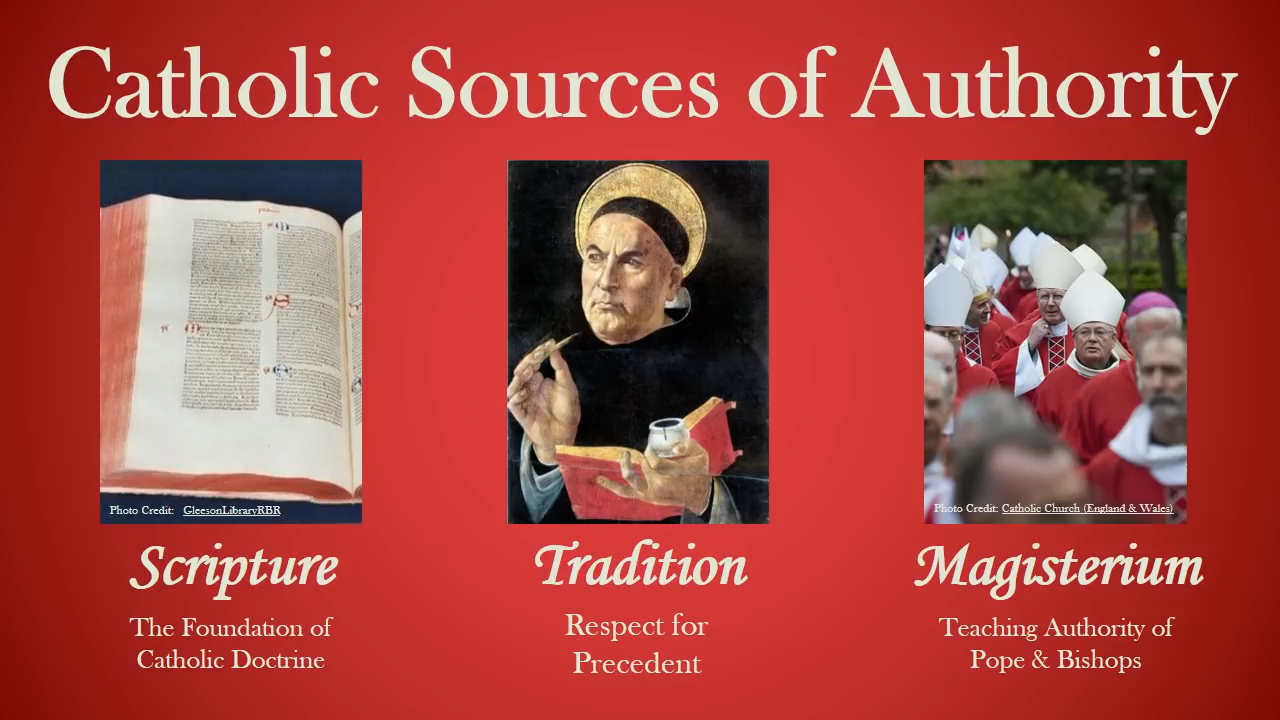 Catholic Sources of Authority
Photo Credit: GleesonLibraryRBR
Photo Credit: Catholic Church (England & Wales)
Scripture
The Foundation of
Catholic Doctrine
Tradition
Respect for
Precedent
Magisterium
Teaching Authority of
Pope & Bishops